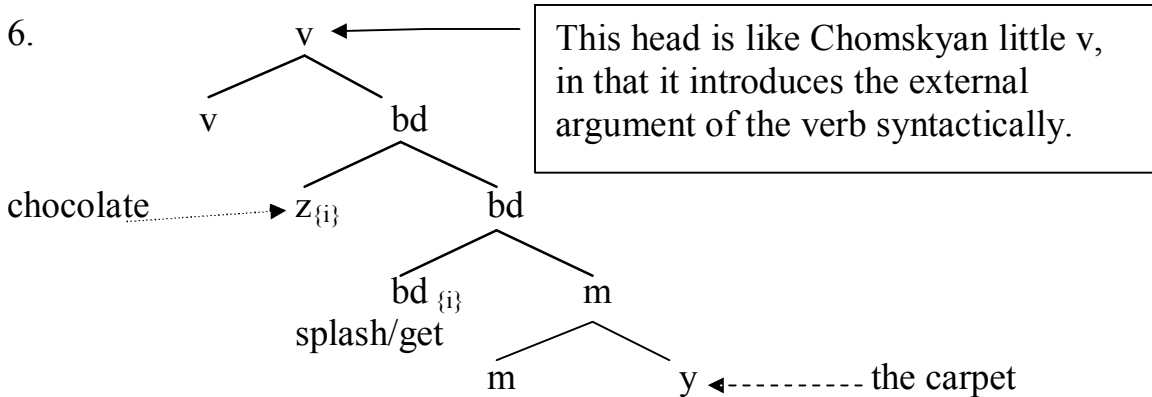 6.
v
This head is like Chomskyan little v,
in that it introduces the external
argument of the verb syntactically.
v
bd
chocolate
z{i}
bd
bd {i}
m
splash/get
m
y
the carpet